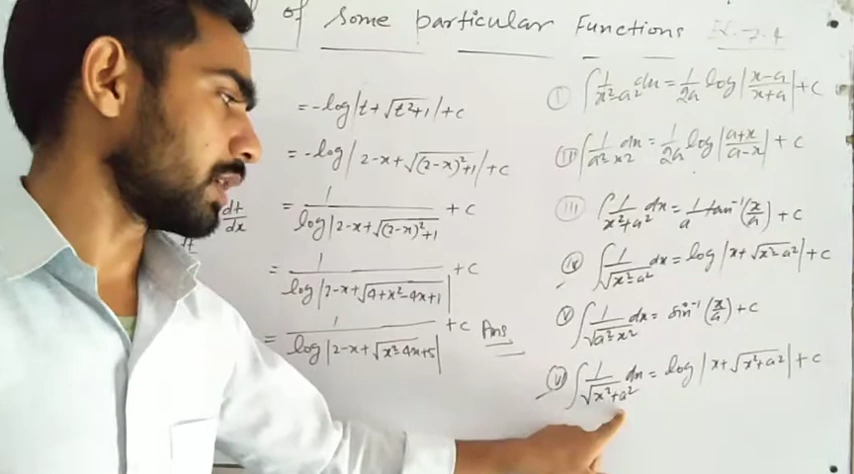 of Some particular Functions
= -log|t+√t²+1|+c
= -log|2-x+√(2-x)²+1|+c
dt/dx
= 1/log|2-x+√(2-x)²+1 + c
= 1/log|2-x+√4+x²-4x+1| + c
= 1/log|2-x+√x²-4x+5| + c Ans
(I) ∫1/x²-a² dx = 1/2a log|x-a/x+a|+c
(II) ∫1/a²-x² dx = 1/2a log|a+x/a-x| + c
(III) ∫1/x²+a² dx = 1/a tan⁻¹(x/a) + c
(IV) ∫1/√x²-a² dx = log|x+√x²-a²|+c
(V) ∫1/√a²-x² dx = sin⁻¹(x/a)+c
(VI) ∫1/√x²+a² dx = log|x+√x²+a²|+c